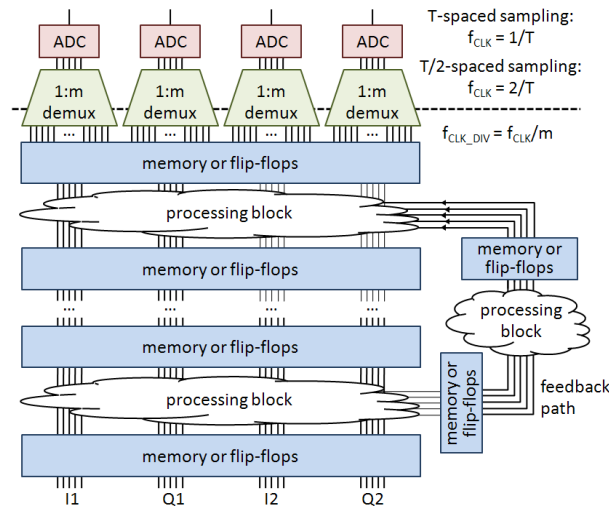 ADC
ADC
ADC
ADC
T-spaced sampling:
fCLK = 1/T
T/2-spaced sampling:
fCLK = 2/T
1:m
demux
1:m
demux
1:m
demux
1:m
demux
...
...
...
...
fCLK_DIV = fCLK/m
memory or flip-flops
processing block
memory or
flip-flops
memory or flip-flops
processing
block
...
...
...
...
memory or flip-flops
processing block
memory or
flip-flops
feedback
path
memory or flip-flops
I1
Q1
I2
Q2